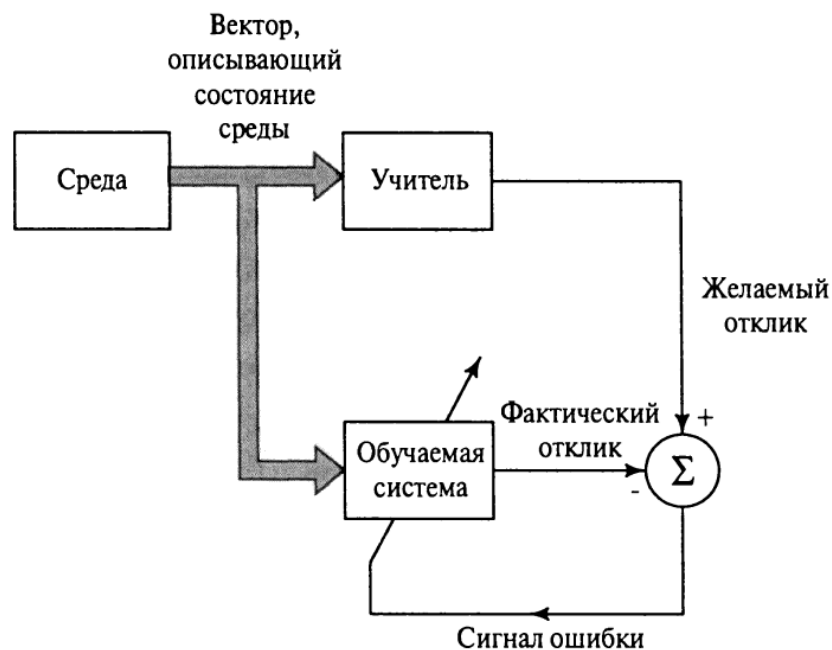 Вектор,
описывающий
состояние
среды
Среда
Учитель
Желаемый
отклик
Обучаемая
система
Фактический
отклик
+
Σ
-
Сигнал ошибки